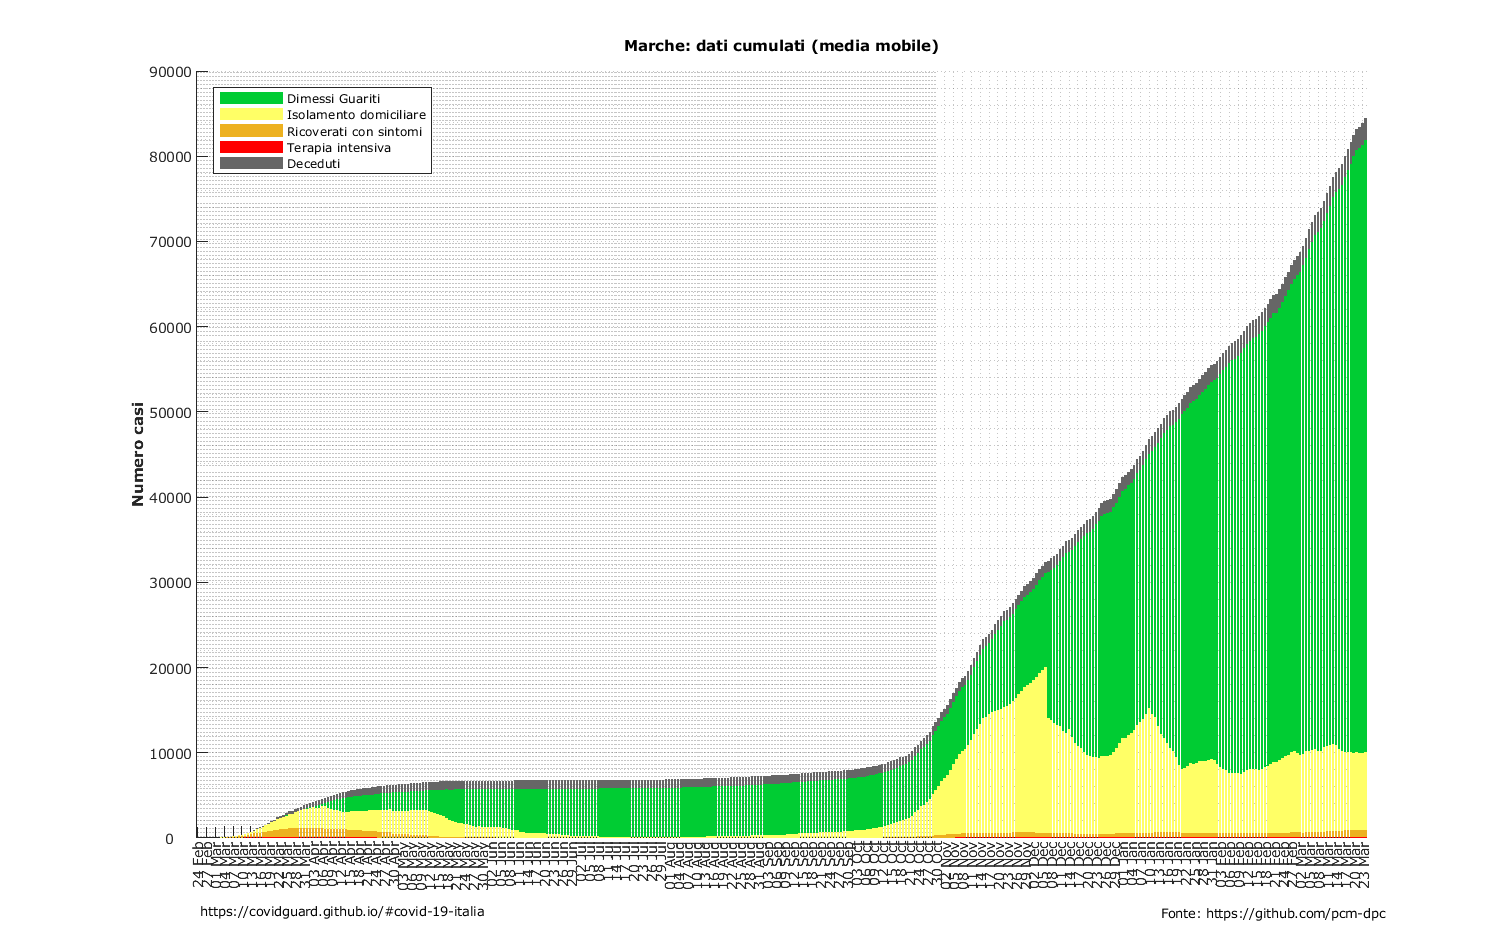 Marche: dati cumulati (media mobile)
90000
80000
70000
60000
50000
40000
30000
20000
10000
0
Numero casi
Dimessi Guariti
Isolamento domiciliare
Ricoverati con sintomi
Terapia intensiva
Deceduti
24 Feb
27 Feb
01 Mar
04 Mar
07 Mar
10 Mar
13 Mar
16 Mar
19 Mar
22 Mar
25 Mar
28 Mar
31 Mar
03 Apr
06 Apr
09 Apr
12 Apr
15 Apr
18 Apr
21 Apr
24 Apr
27 Apr
30 Apr
03 May
06 May
09 May
12 May
15 May
18 May
21 May
24 May
27 May
30 May
02 Jun
05 Jun
08 Jun
11 Jun
14 Jun
17 Jun
20 Jun
23 Jun
26 Jun
29 Jun
02 Jul
05 Jul
08 Jul
11 Jul
14 Jul
17 Jul
20 Jul
23 Jul
26 Jul
29 Jul
01 Aug
04 Aug
07 Aug
10 Aug
13 Aug
16 Aug
19 Aug
22 Aug
25 Aug
28 Aug
31 Aug
03 Sep
06 Sep
09 Sep
12 Sep
15 Sep
18 Sep
21 Sep
24 Sep
27 Sep
30 Sep
03 Oct
06 Oct
09 Oct
12 Oct
15 Oct
18 Oct
21 Oct
24 Oct
27 Oct
30 Oct
02 Nov
05 Nov
08 Nov
11 Nov
14 Nov
17 Nov
20 Nov
23 Nov
26 Nov
29 Nov
02 Dec
05 Dec
08 Dec
11 Dec
14 Dec
17 Dec
20 Dec
23 Dec
26 Dec
29 Dec
01 Jan
04 Jan
07 Jan
10 Jan
13 Jan
16 Jan
19 Jan
22 Jan
25 Jan
28 Jan
31 Jan
03 Feb
06 Feb
09 Feb
12 Feb
15 Feb
18 Feb
21 Feb
24 Feb
27 Feb
02 Mar
05 Mar
08 Mar
11 Mar
14 Mar
17 Mar
20 Mar
23 Mar
https://covidguard.github.io/#covid-19-italia
Fonte: https://github.com/pcm-dpc